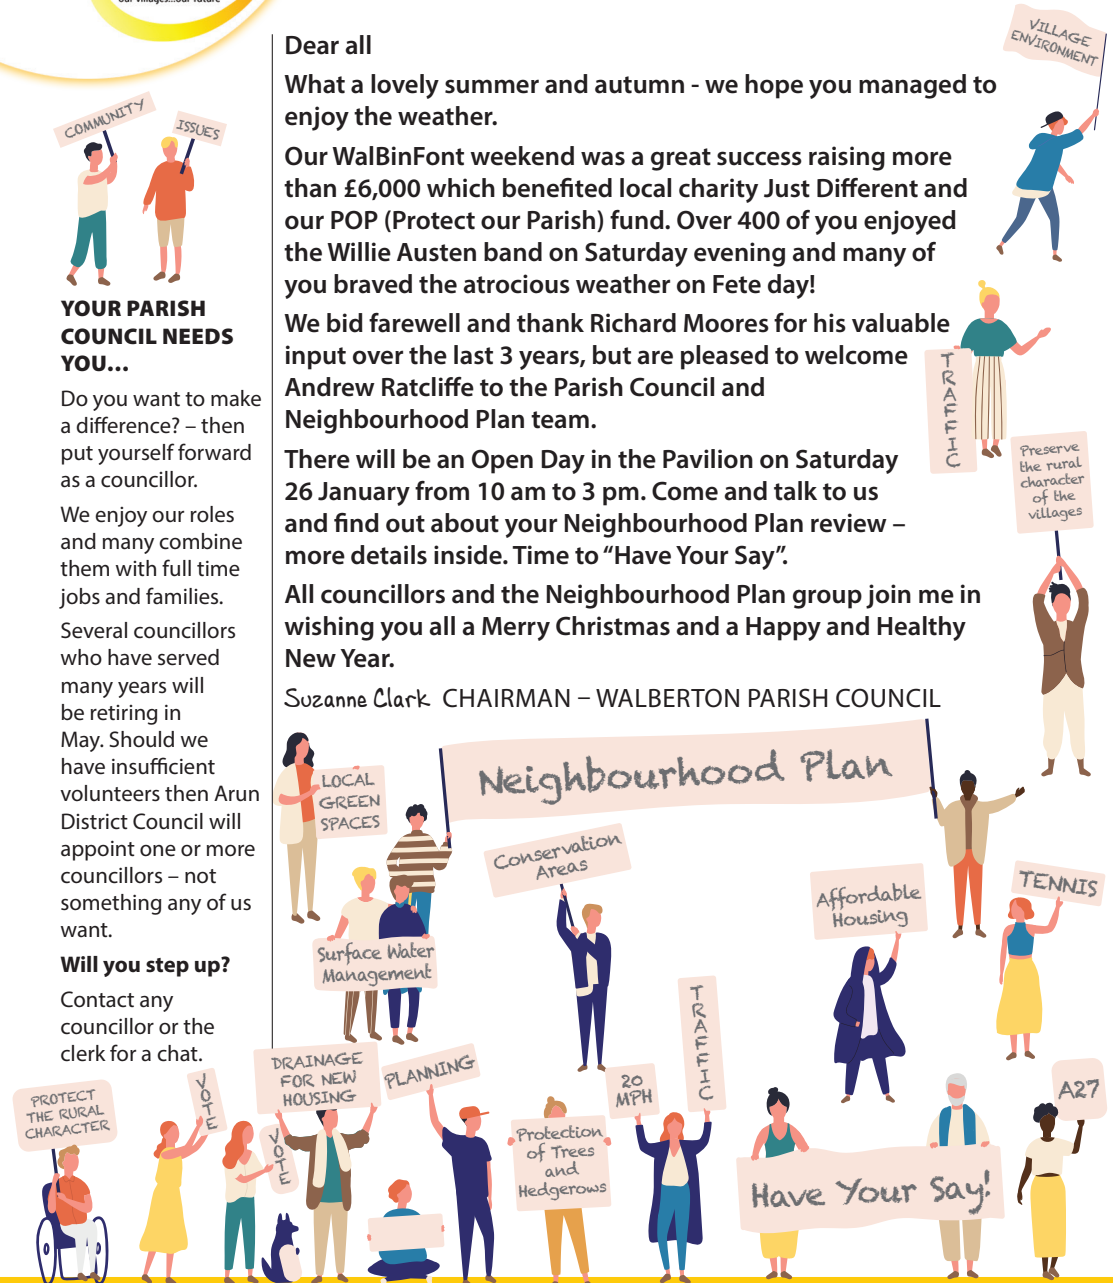 our villages...our future
COMMUNITY
ISSUES
YOUR PARISH
COUNCIL NEEDS
YOU...
Do you want to make
a difference? – then
put yourself forward
as a councillor.
We enjoy our roles
and many combine
them with full time
jobs and families.
Several councillors
who have served
many years will
be retiring in
May. Should we
have insufficient
volunteers then Arun
District Council will
appoint one or more
councillors – not
something any of us
want.
Will you step up?
Contact any
councillor or the
clerk for a chat.
Dear all
What a lovely summer and autumn - we hope you managed to
enjoy the weather.
Our WalBinFont weekend was a great success raising more
than £6,000 which benefited local charity Just Different and
our POP (Protect our Parish) fund. Over 400 of you enjoyed
the Willie Austen band on Saturday evening and many of
you braved the atrocious weather on Fete day!
We bid farewell and thank Richard Moores for his valuable
input over the last 3 years, but are pleased to welcome
Andrew Ratcliffe to the Parish Council and
Neighbourhood Plan team.
There will be an Open Day in the Pavilion on Saturday
26 January from 10 am to 3 pm. Come and talk to us
and find out about your Neighbourhood Plan review –
more details inside. Time to “Have Your Say”.
All councillors and the Neighbourhood Plan group join me in
wishing you all a Merry Christmas and a Happy and Healthy
New Year.
Suzanne Clark CHAIRMAN – WALBERTON PARISH COUNCIL
VILLAGE
ENVIRONMENT
TRAFFIC
Preserve
the rural
character
of the
villages
LOCAL
GREEN
SPACES
Neighbourhood Plan
Conservation
Areas
Surface Water
Management
Affordable
Housing
TENNIS
TRAFFIC
PROTECT
THE RURAL
CHARACTER
VOTE
VOTE
DRAINAGE
FOR NEW
HOUSING
PLANNING
Protection
of Trees
and
Hedgerows
20
MPH
Have Your Say!
A27